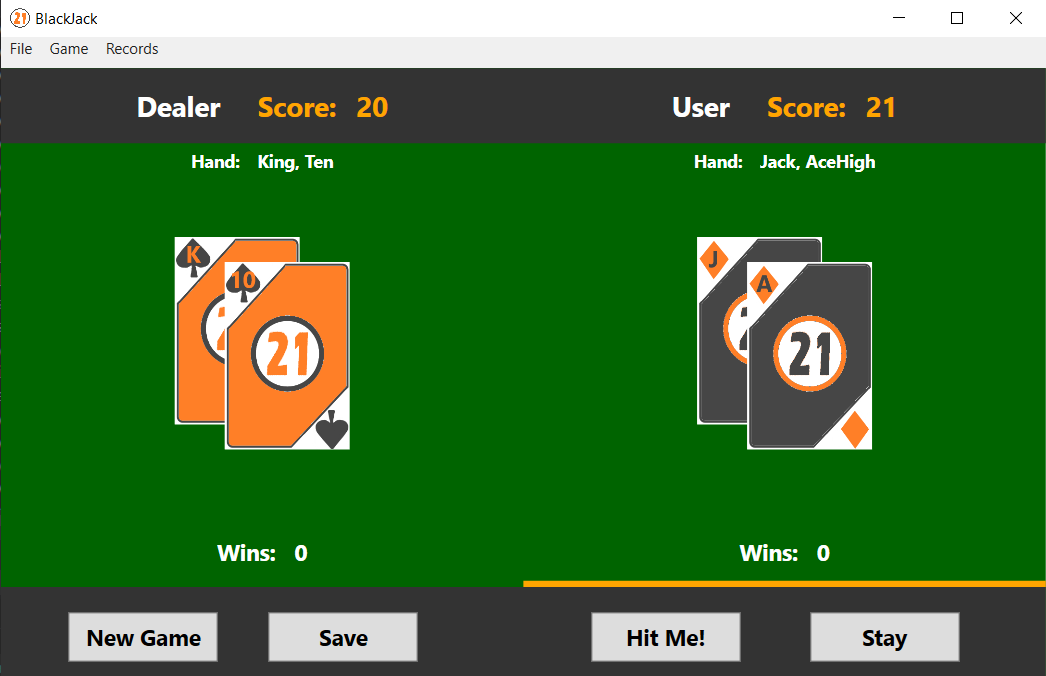 BlackJack
File Game Records
Dealer Score: 20
User Score: 21
Hand: King, Ten
Hand: Jack, AceHigh
K
10
21
J
A
21
Wins: 0
Wins: 0
New Game
Save
Hit Me!
Stay